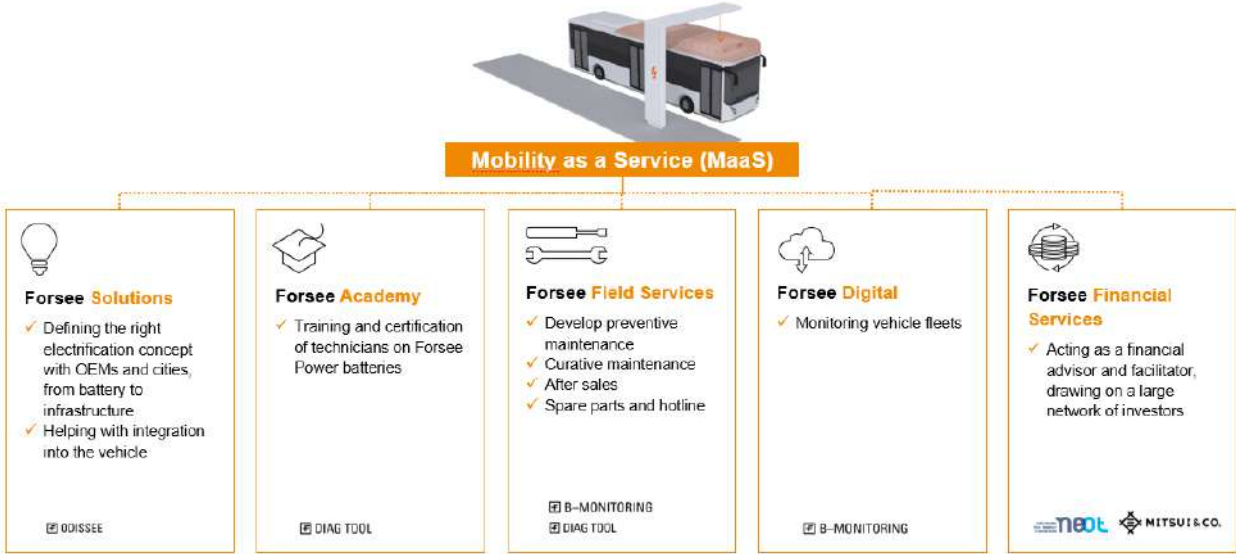 Mobility as a Service (MaaS)
Forsee Solutions
Defining the right
electrification concept
with OEMs and cities,
from battery to
infrastructure
Helping with integration
into the vehicle
ODISSEE
Forsee Academy
Training and certification
of technicians on Forsee
Power batteries
DIAG TOOL
Forsee Field Services
Develop preventive
maintenance
Curative maintenance
After sales
Spare parts and hotline
B-MONITORING
DIAG TOOL
Forsee Digital
Monitoring vehicle fleets
B-MONITORING
Forsee Financial
Services
Acting as a financial
advisor and facilitator,
drawing on a large
network of investors
neot
MITSUI & CO.